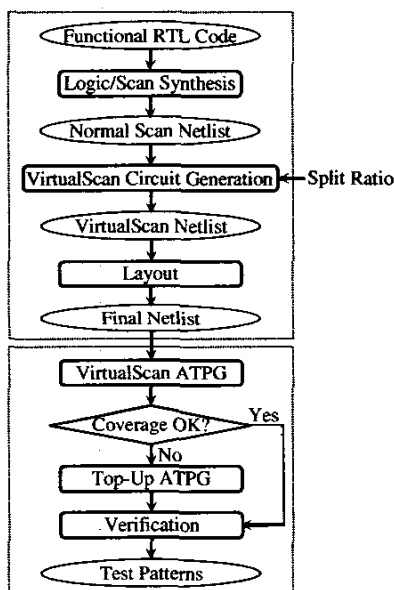 Functional RTL Code
Logic/Scan Synthesis
Normal Scan Netlist
VirtualScan Circuit Generation
Split Ratio
VirtualScan Netlist
Layout
Final Netlist
VirtualScan ATPG
Coverage OK?
Yes
No
Top-Up ATPG
Verification
Test Patterns